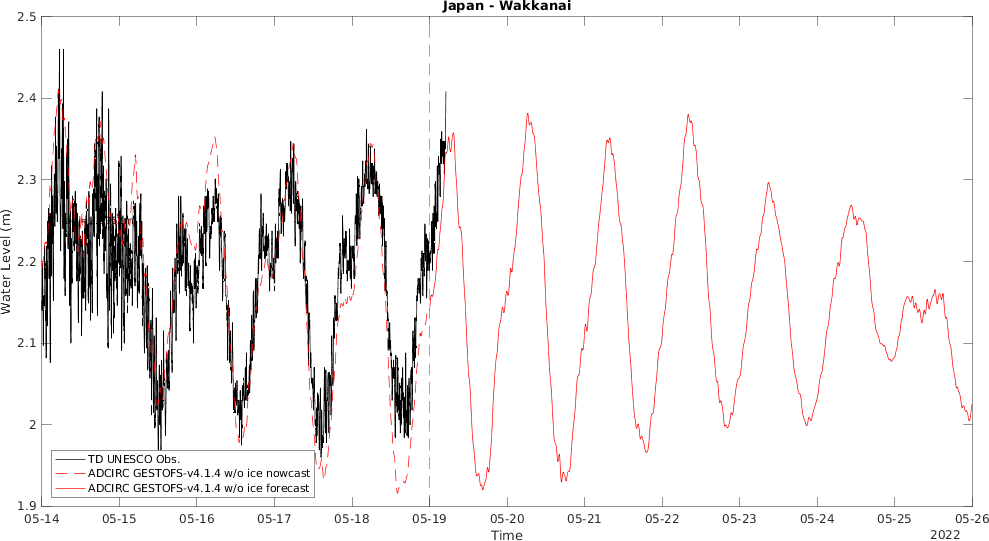 Japan - Wakkanai
2.5
2.4
2.3
2.2
2.1
2
1.9
Water Level (m)
TD UNESCO Obs.
ADCIRC GESTOFS-v4.1.4 w/o ice nowcast
ADCIRC GESTOFS-v4.1.4 w/o ice forecast
05-14 05-15 05-16 05-17 05-18 05-19 05-20 05-21 05-22 05-23 05-24 05-25 05-26
Time
2022